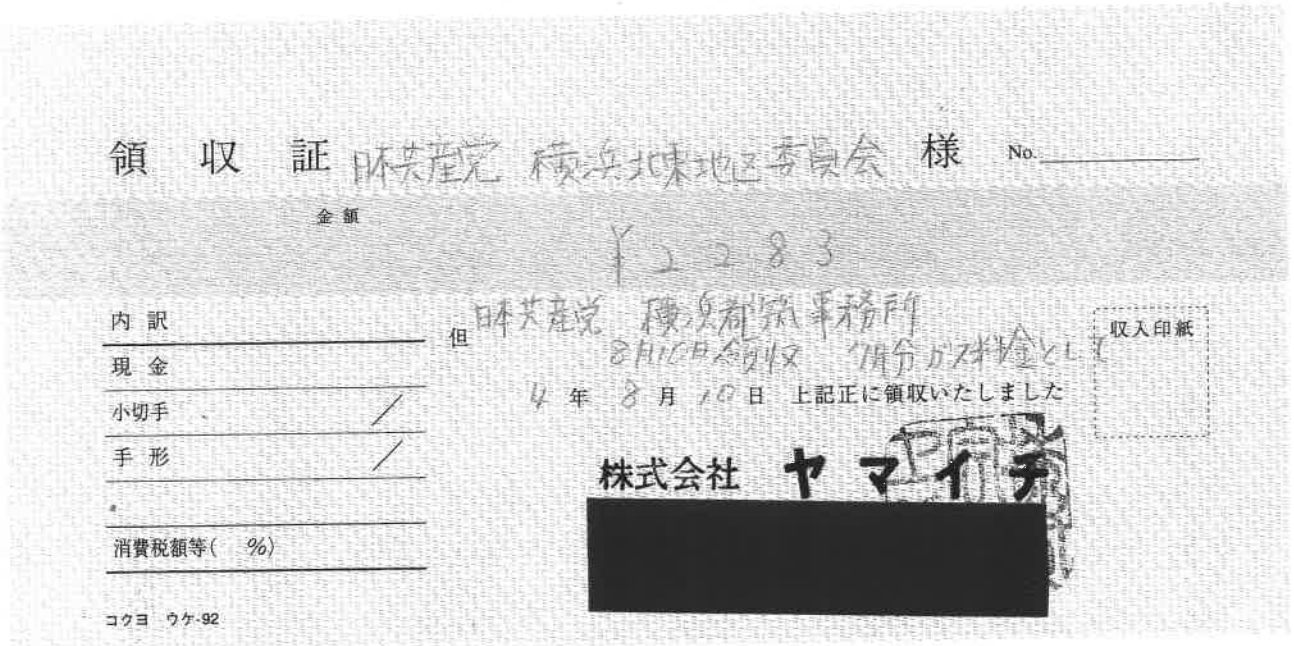 領収証 日本共産党 横浜北東地区委員会 様 No.
金額
¥2283
内訳
但 日本共産党 横浜都筑事務所
収入印紙
現金
8月10日領収 7月分ガス料金として
小切手
4年8月10日 上記正に領収いたしました
手形
株式会社 ヤマイチ
消費税額等( %)
コクヨ ウケ-92